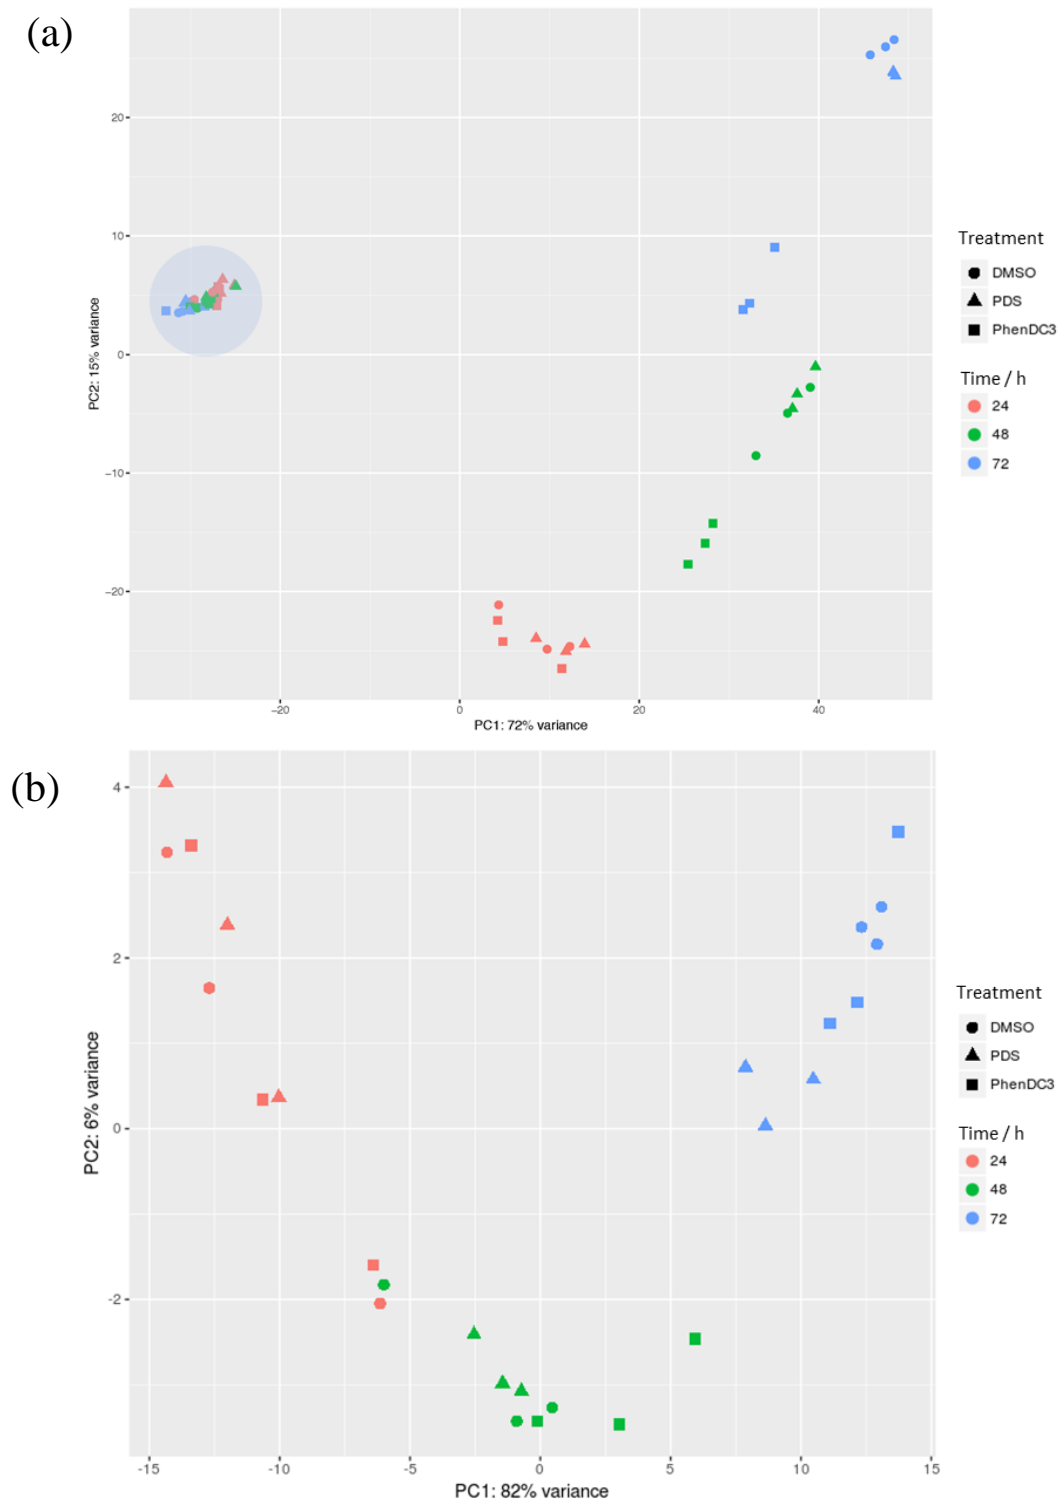 (a)
20
10
0
−10
−20
PC2: 15% variance
−20
0
20
40
PC1: 72% variance
Treatment
DMSO
PDS
PhenDC3
Time / h
24
48
72
(b)
4
2
0
-2
PC2: 6% variance
-15
-10
-5
0
5
10
15
PC1: 82% variance
Treatment
DMSO
PDS
PhenDC3
Time / h
24
48
72